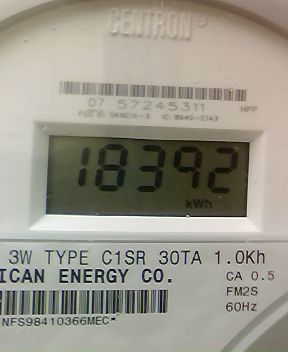 CENTRON
07 57245311 HPP
18392
kWh
3W TYPE C1SR 30TA 1.0Kh
ICAN ENERGY CO. CA 0.5
FM2S
NFS98410366MEC* 60Hz